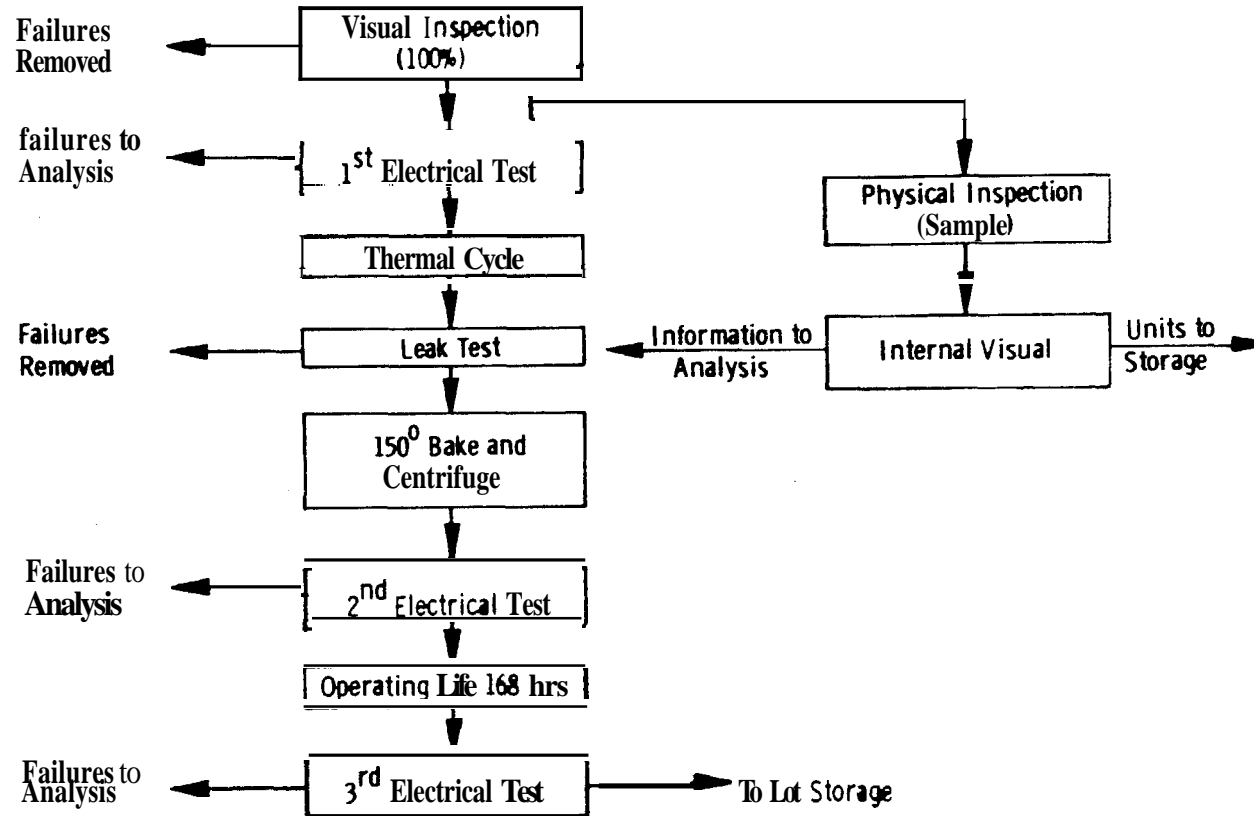 Failures
Removed
Visual Inspection
(100%)
failures to
Analysis
1st Electrical Test
Physical Inspection
(Sample)
Thermal Cycle
Failures
Removed
Leak Test
Information to
Analysis
Internal Visual
Units to
Storage
150° Bake and
Centrifuge
Failures to
Analysis
2nd Electrical Test
Operating Life 168 hrs
Failures to
Analysis
3rd Electrical Test
To Lot Storage